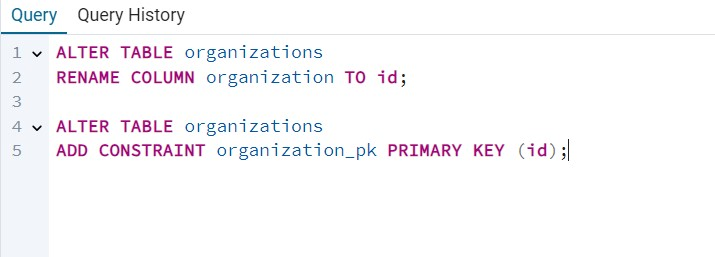 Query Query History
1 ALTER TABLE organizations
2 RENAME COLUMN organization TO id;
3
4 ALTER TABLE organizations
5 ADD CONSTRAINT organization_pk PRIMARY KEY (id);